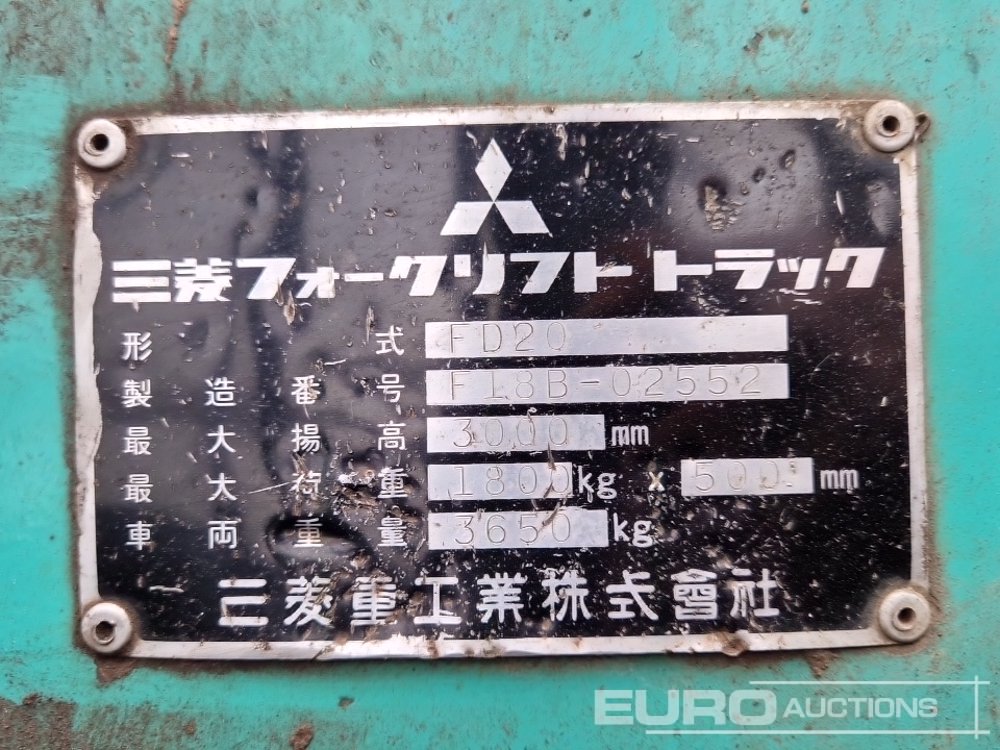 三菱フォークリフト トラック
形式 FD20
製造番号 F18B-02552
最大揚高 3000 mm
最大荷重 1800 kg x 500 mm
車両重量 3650 kg
三菱重工業株式會社
EURO AUCTIONS